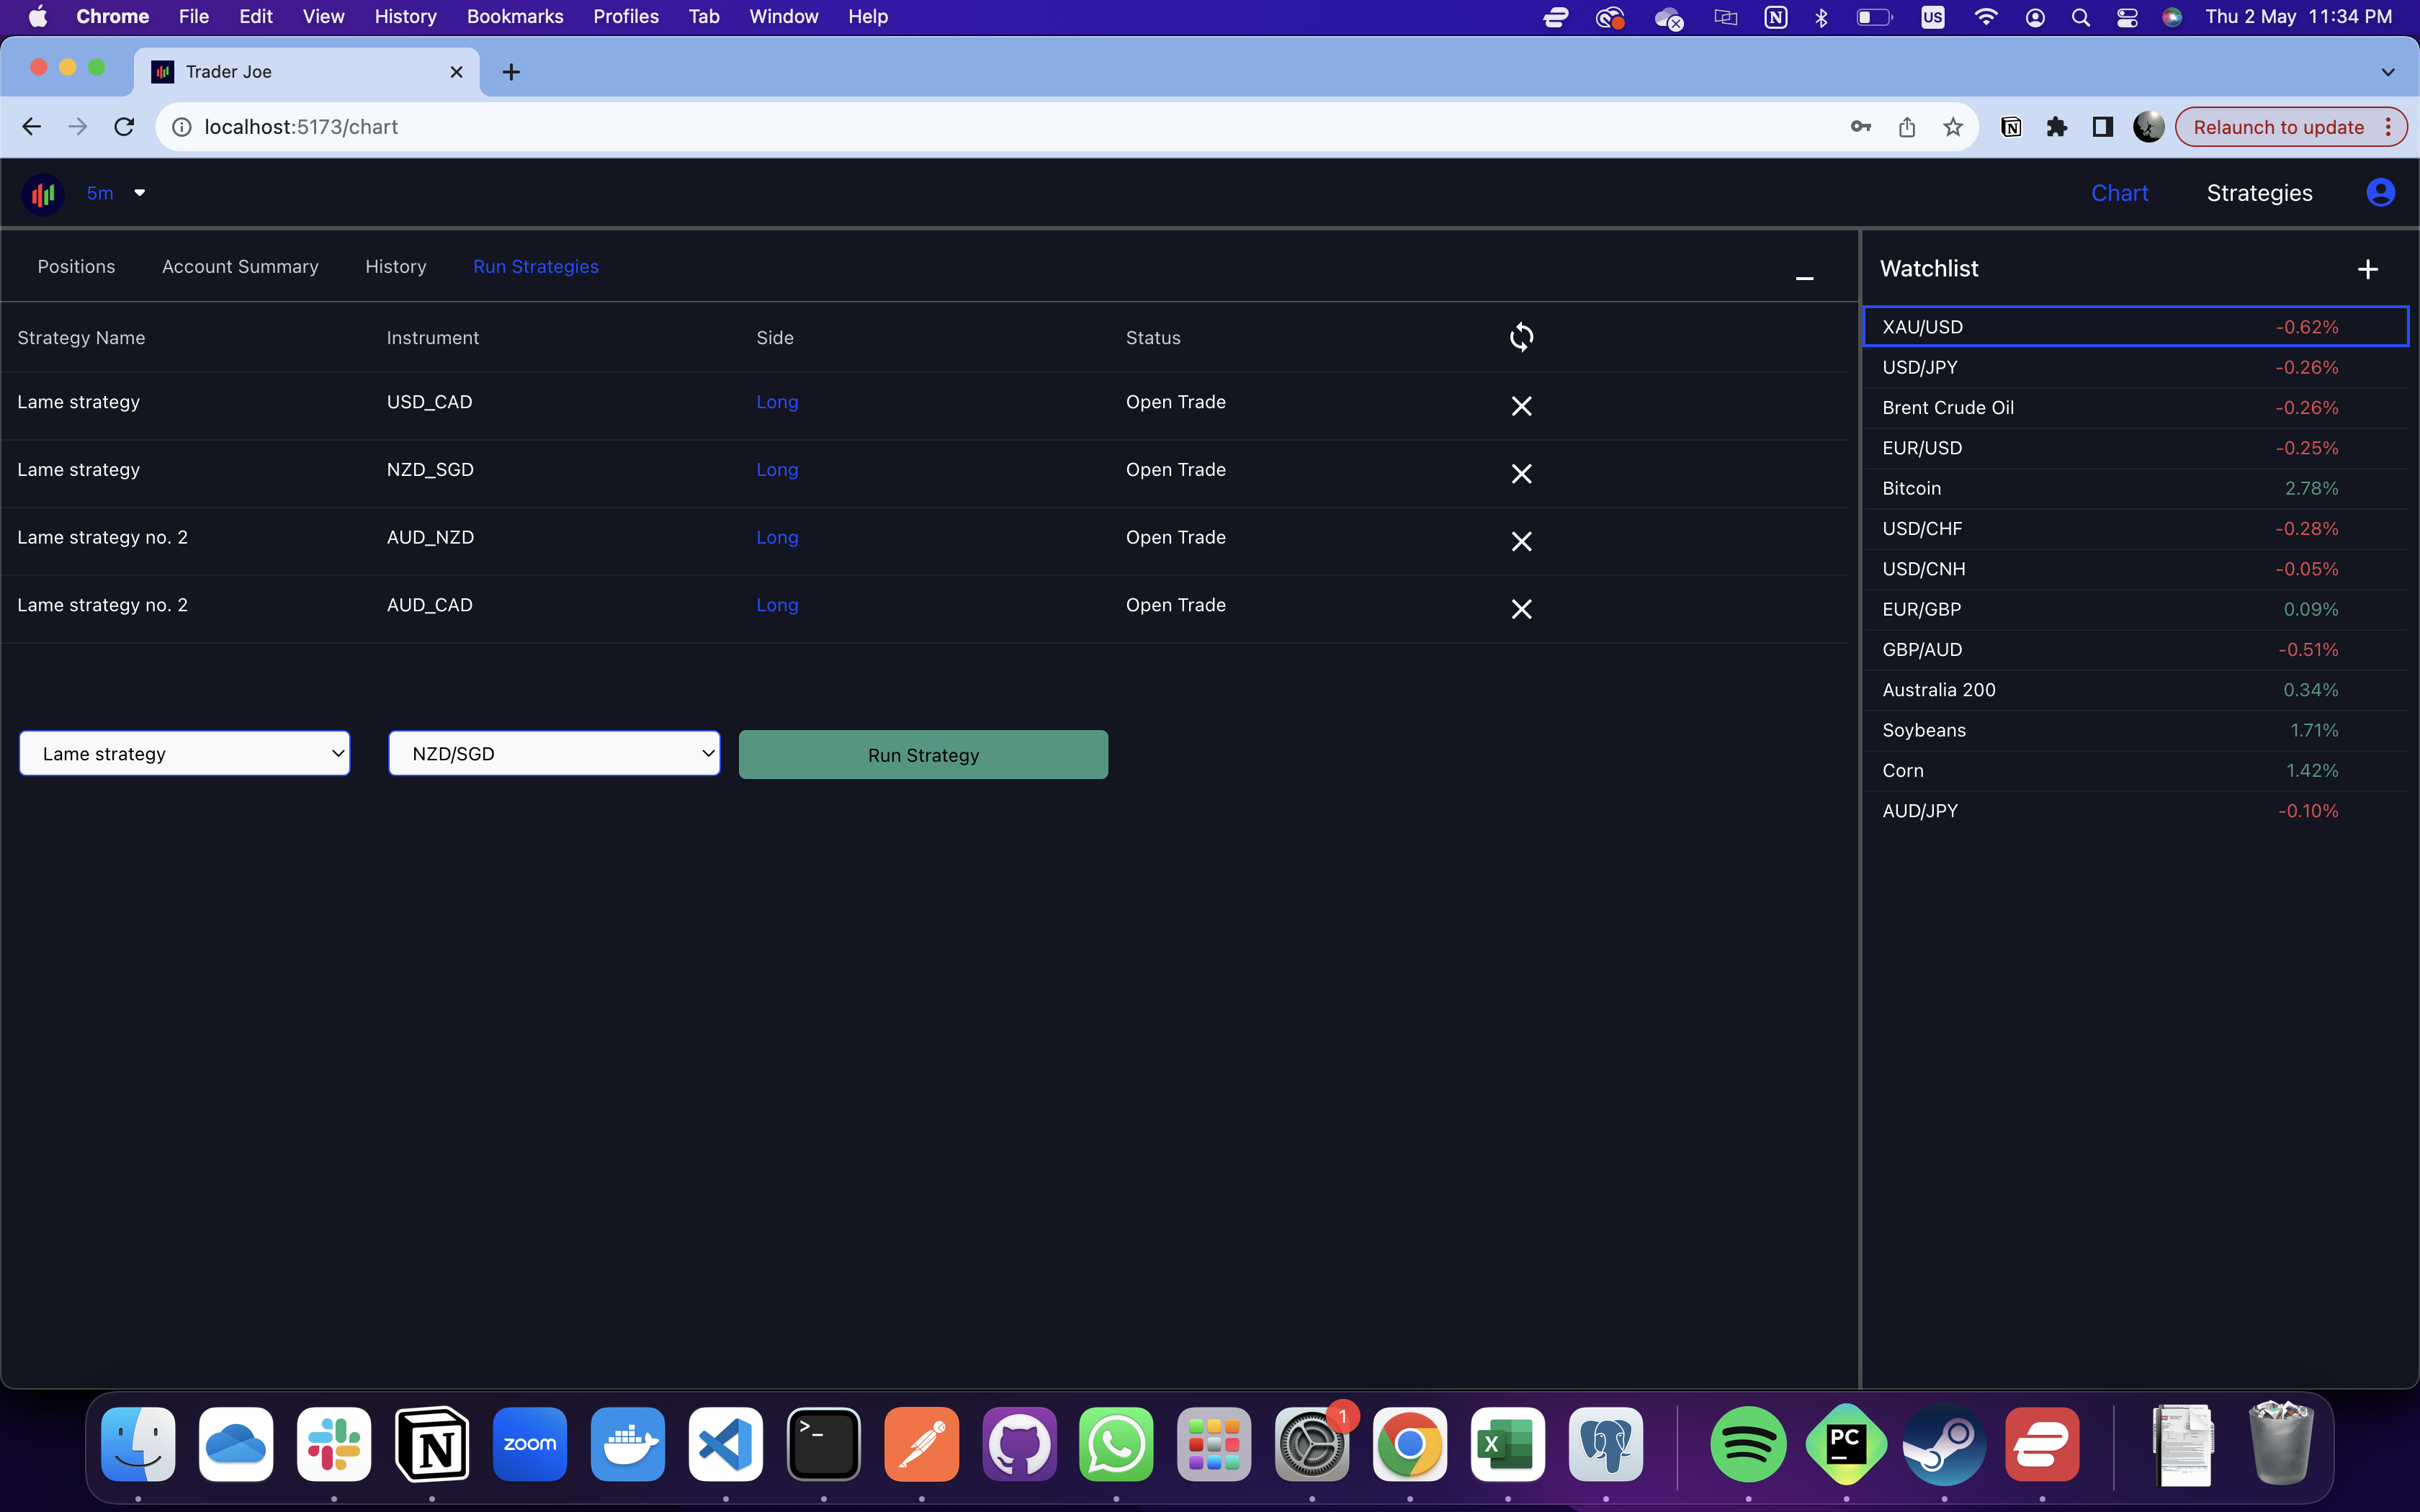 Chrome File Edit View History Bookmarks Profiles Tab Window Help N US Thu 2 May 11:34 PM
Trader Joe
localhost:5173/chart N Relaunch to update
5m Chart Strategies
Positions Account Summary History Run Strategies
Watchlist
Strategy Name Instrument Side Status
Lame strategy USD_CAD Long Open Trade
Lame strategy NZD_SGD Long Open Trade
Lame strategy no. 2 AUD_NZD Long Open Trade
Lame strategy no. 2 AUD_CAD Long Open Trade
Lame strategy NZD/SGD Run Strategy
XAU/USD -0.62%
USD/JPY -0.26%
Brent Crude Oil -0.26%
EUR/USD -0.25%
Bitcoin 2.78%
USD/CHF -0.28%
USD/CNH -0.05%
EUR/GBP 0.09%
GBP/AUD -0.51%
Australia 200 0.34%
Soybeans 1.71%
Corn 1.42%
AUD/JPY -0.10%
N zoom >_ 1 X PC